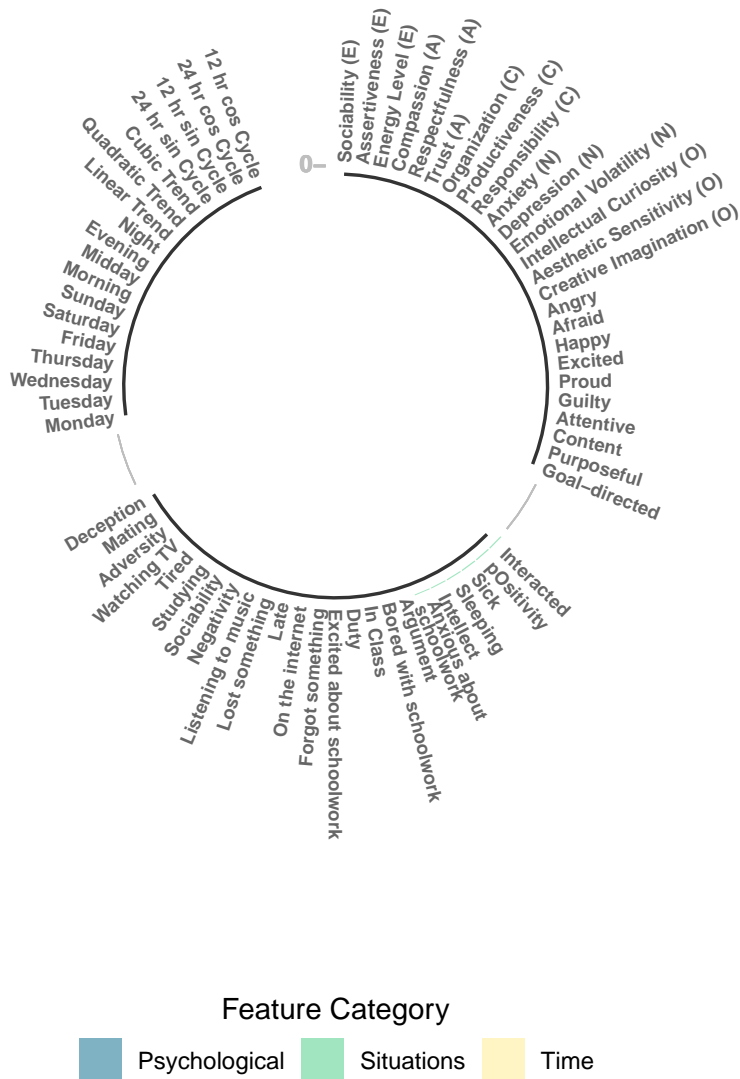 0–
Sociability (E)
Assertiveness (E)
Energy Level (E)
Compassion (A)
Respectfulness (A)
Trust (A)
Organization (C)
Productiveness (C)
Responsibility (C)
Anxiety (N)
Depression (N)
Emotional Volatility (N)
Intellectual Curiosity (O)
Aesthetic Sensitivity (O)
Creative Imagination (O)
Angry
Afraid
Happy
Excited
Proud
Guilty
Attentive
Content
Purposeful
Goal–directed
Interacted
pOsitivity
Sick
Sleeping
Intellect
Anxious about
schoolwork
Argument
Bored with schoolwork
In Class
Duty
Excited about schoolwork
Forgot something
On the internet
Late
Lost something
Listening to music
Negativity
Sociability
Studying
Tired
Watching TV
Adversity
Mating
Deception
Monday
Tuesday
Wednesday
Thursday
Friday
Saturday
Sunday
Morning
Midday
Evening
Night
Linear Trend
Quadratic Trend
Cubic Trend
24 hr sin Cycle
12 hr sin Cycle
24 hr cos Cycle
12 hr cos Cycle
Feature Category
Psychological
Situations
Time